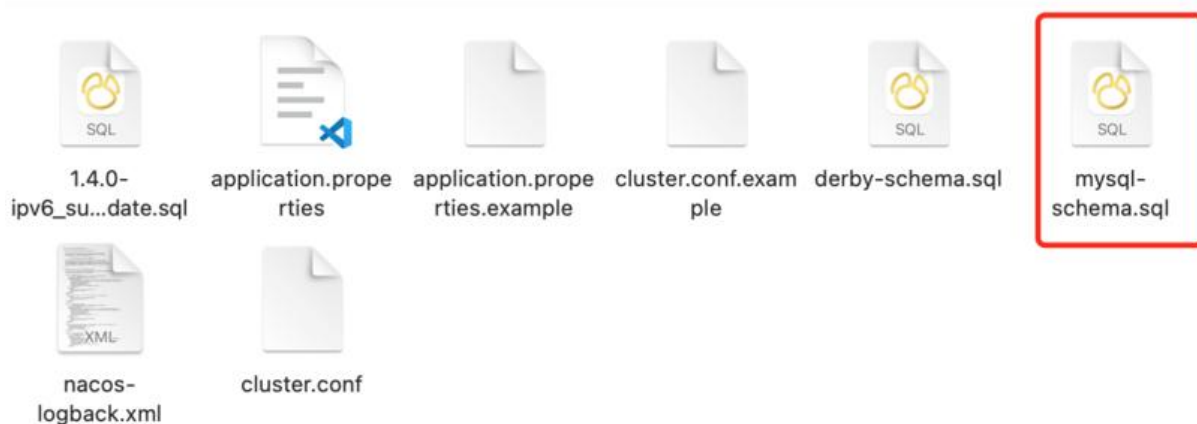 SQL
SQL
SQL
1.4.0-
ipv6_su...date.sql
application.prope
rties
application.prope
rties.example
cluster.conf.exam
ple
derby-schema.sql
mysql-
schema.sql
XML
nacos-
logback.xml
cluster.conf